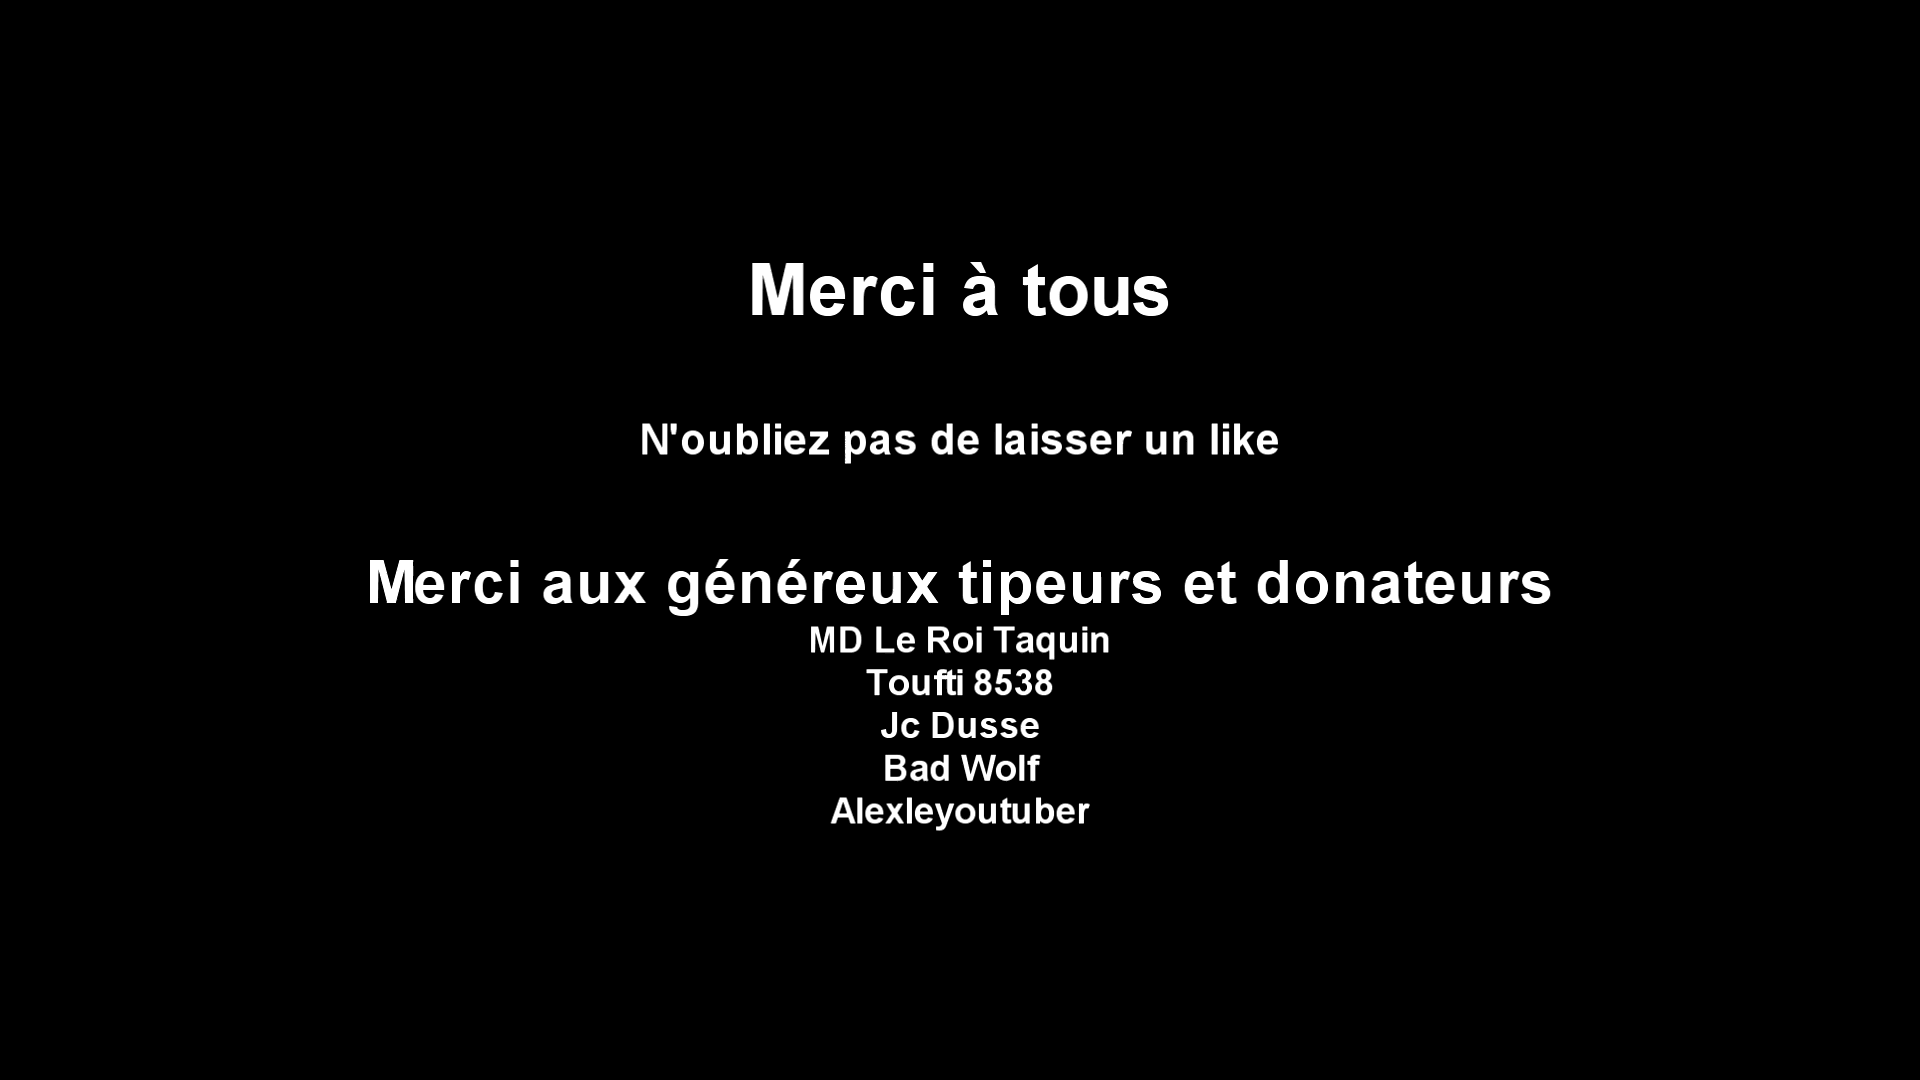 Merci à tous
N'oubliez pas de laisser un like
Merci aux généreux tipeurs et donateurs
MD Le Roi Taquin
Toufti 8538
Jc Dusse
Bad Wolf
Alexleyoutuber